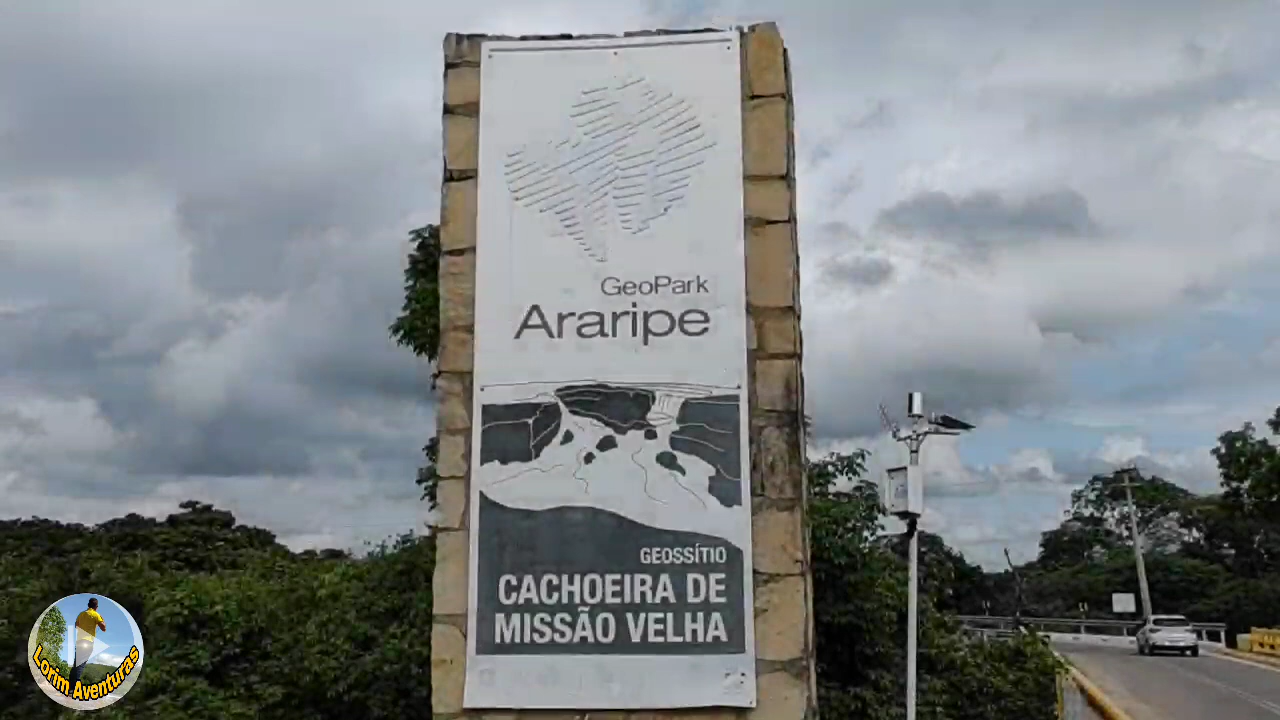 GeoPark
Araripe
GEOSSÍTIO
CACHOEIRA DE
MISSÃO VELHA
Lorim Aventuras